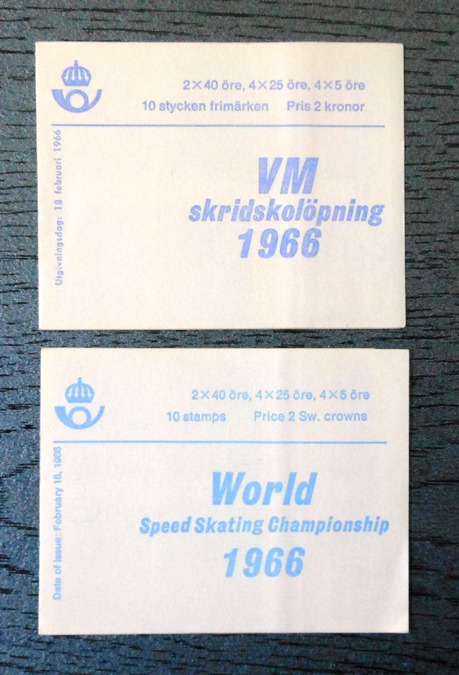 2×40 öre, 4×25 öre, 4×5 öre
10 stycken frimärken Pris 2 kronor
Utgivningsdag: 18 februari 1966
VM
skridskolöpning
1966
2×40 öre, 4×25 öre, 4×5 öre
10 stamps Price 2 Sw. crowns
Date of issue: February 18, 1966
World
Speed Skating Championship
1966